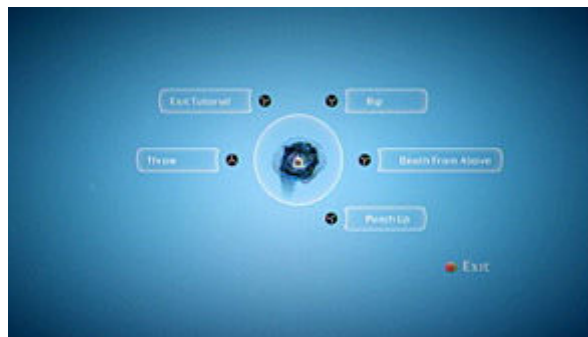 Exit Tutorial
Rip
Throw
Death From Above
Punch Up
Exit